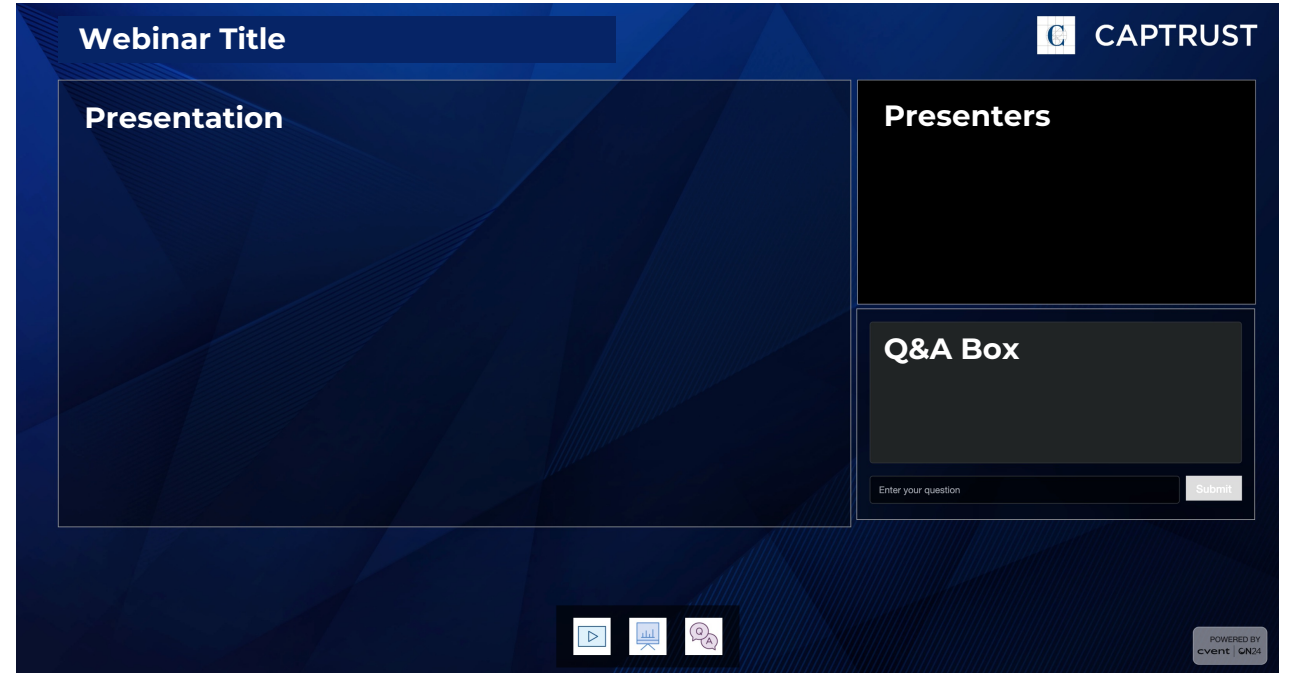 Webinar Title
C CAPTRUST
Presentation
Presenters
Q&A Box
Enter your question
Submit
Q
A
POWERED BY
cvent | ON24